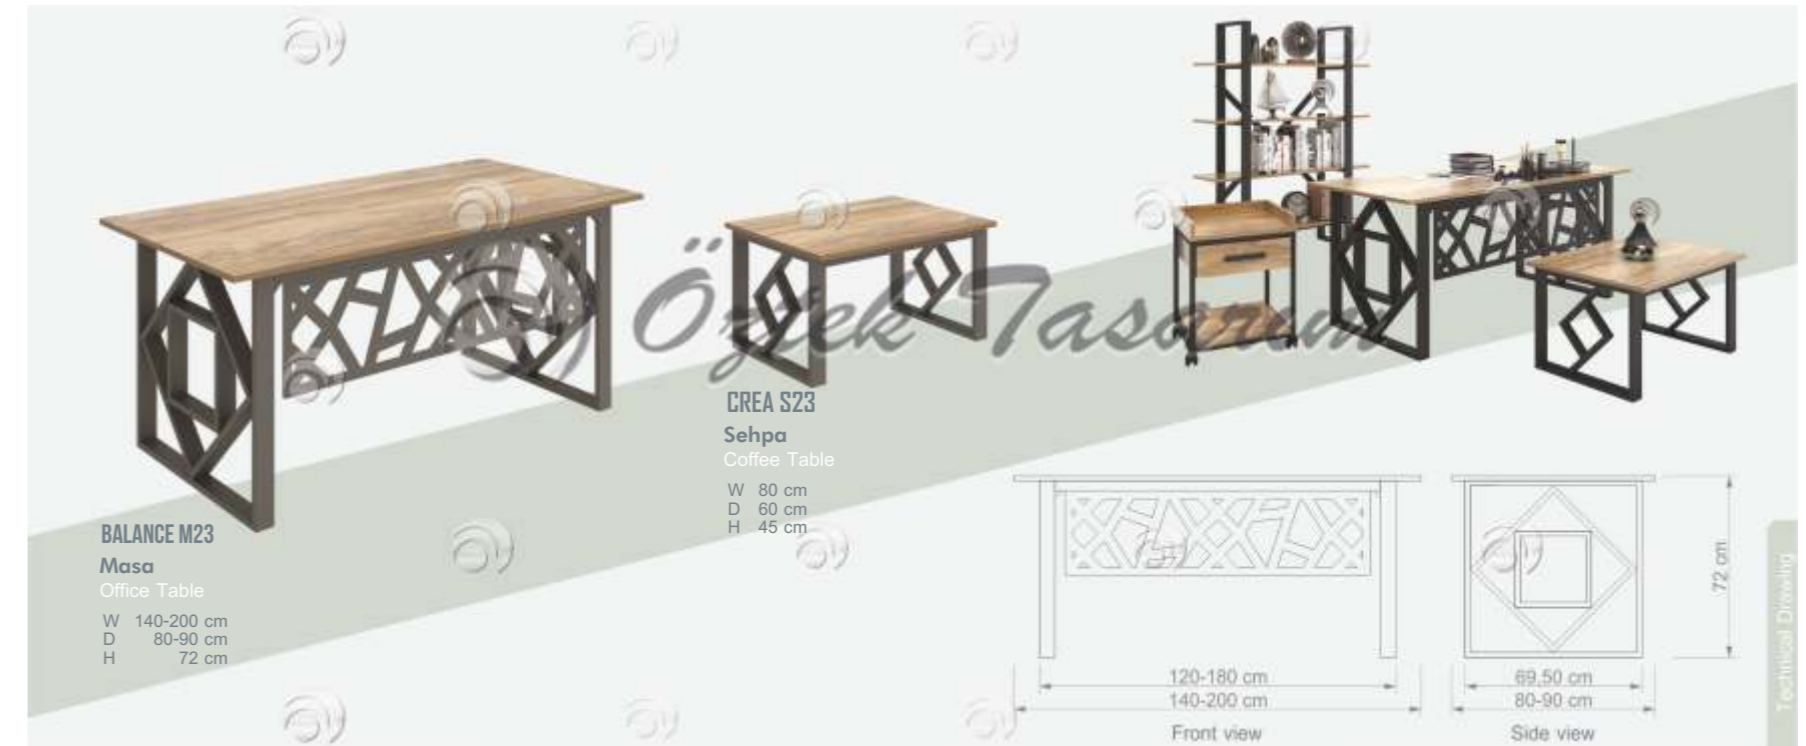 Özjek Tasarım
CREA S23
Sehpa
Coffee Table
W 80 cm
D 60 cm
H 45 cm
BALANCE M23
Masa
Office Table
W 140-200 cm
D 80-90 cm
H 72 cm
72 cm
120-180 cm
140-200 cm
Front view
69,50 cm
80-90 cm
Side view
Technical Drawing